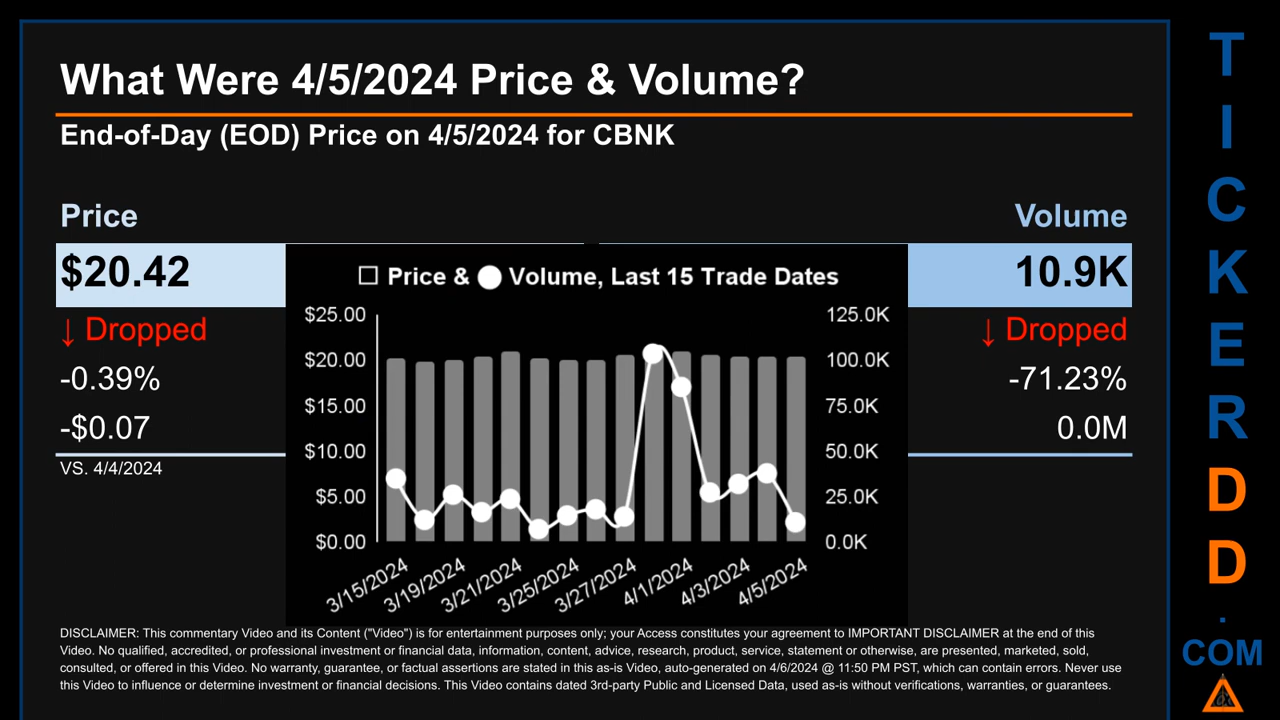 What Were 4/5/2024 Price & Volume?
End-of-Day (EOD) Price on 4/5/2024 for CBNK
Price
Volume
$20.42
10.9K
↓ Dropped
↓ Dropped
-0.39%
-71.23%
-$0.07
0.0M
VS. 4/4/2024
Price & Volume, Last 15 Trade Dates
$25.00
$20.00
$15.00
$10.00
$5.00
$0.00
125.0K
100.0K
75.0K
50.0K
25.0K
0.0K
3/15/2024
3/19/2024
3/21/2024
3/25/2024
3/27/2024
4/1/2024
4/3/2024
4/5/2024
DISCLAIMER: This commentary Video and its Content ("Video") is for entertainment purposes only; your Access constitutes your agreement to IMPORTANT DISCLAIMER at the end of this
Video. No qualified, accredited, or professional investment or financial data, information, content, advice, research, product, service, statement or otherwise, are presented, marketed, sold,
consulted, or offered in this Video. No warranty, guarantee, or factual assertions are stated in this as-is Video, auto-generated on 4/6/2024 @ 11:50 PM PST, which can contain errors. Never use
this Video to influence or determine investment or financial decisions. This Video contains dated 3rd-party Public and Licensed Data, used as-is without verifications, warranties, or guarantees.
T
I
C
K
E
R
D
D
.
COM